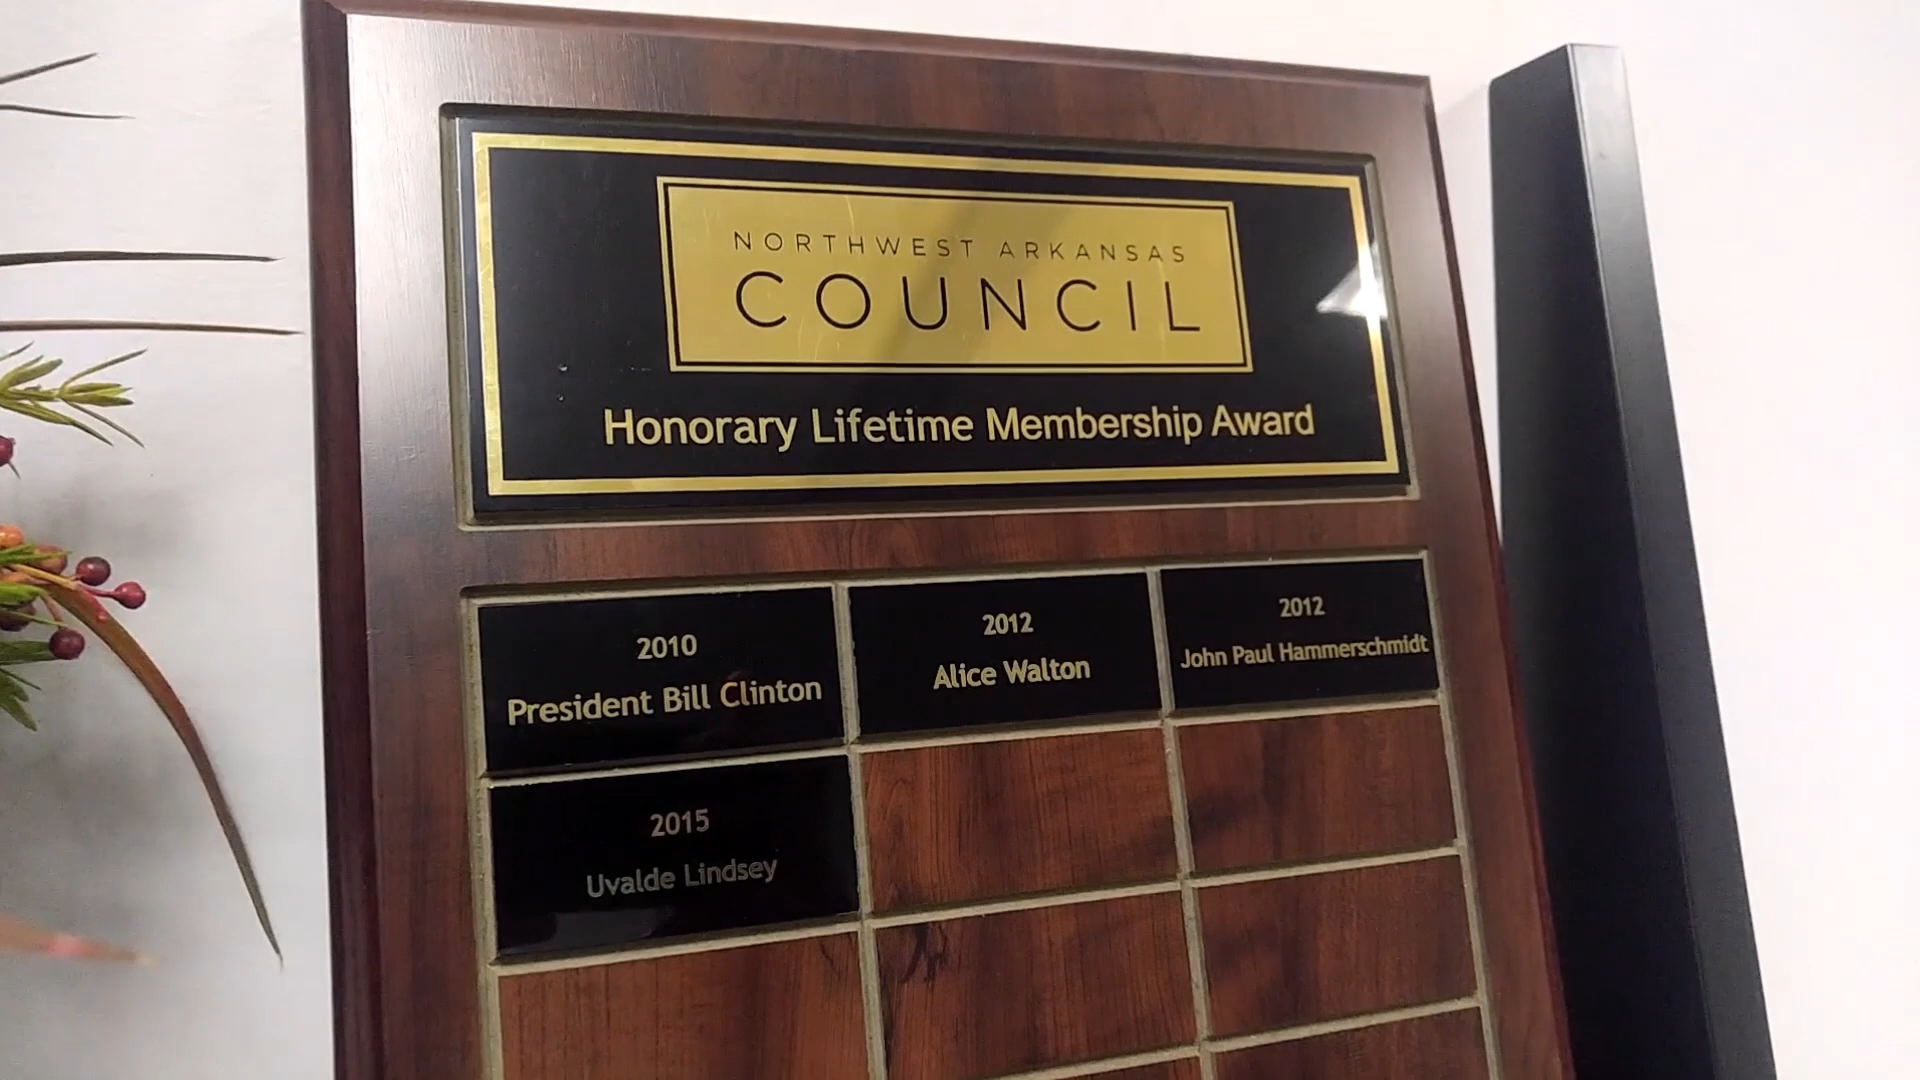 NORTHWEST ARKANSAS
COUNCIL
Honorary Lifetime Membership Award
2010
President Bill Clinton
2012
Alice Walton
2012
John Paul Hammerschmidt
2015
Uvalde Lindsey